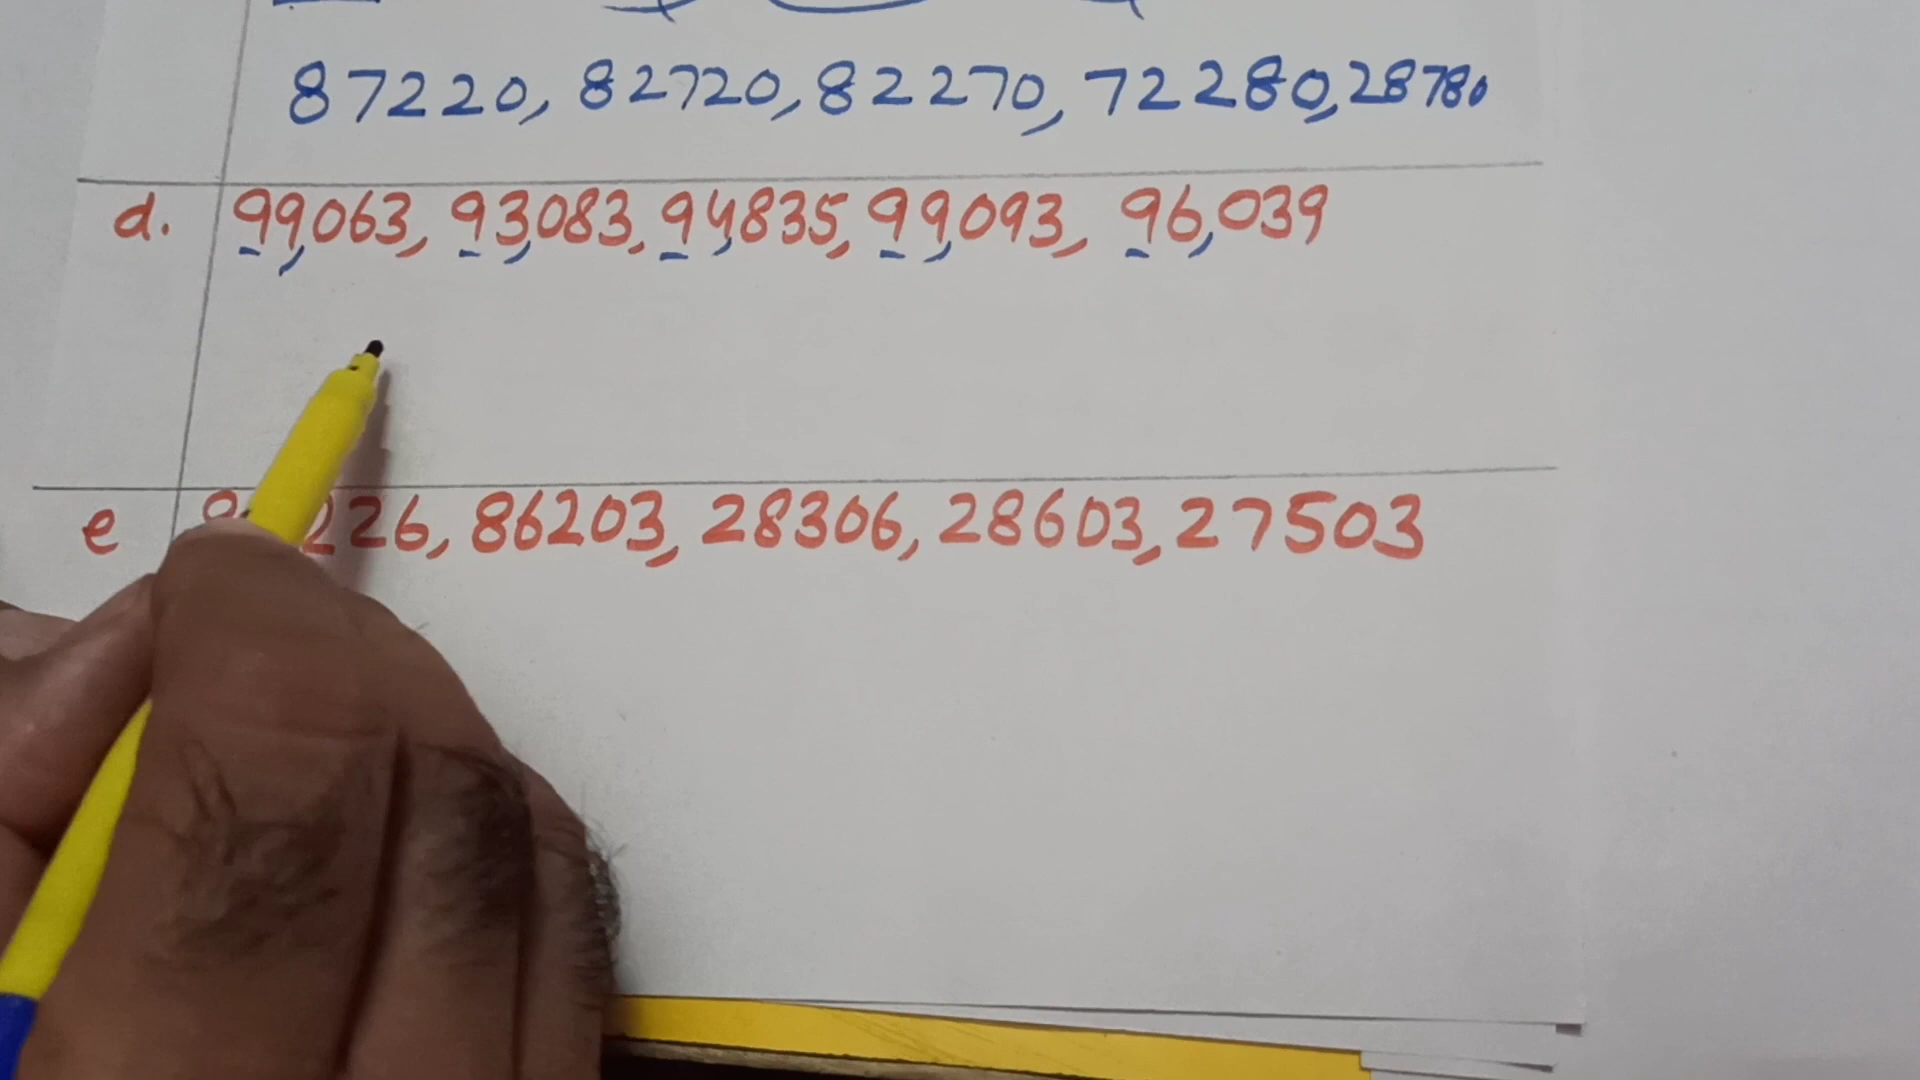 87220, 82720, 82270, 72280, 28780
d. 99,063, 93,083, 94,835, 99,093, 96,039
e 86203, 28306, 28603, 27503